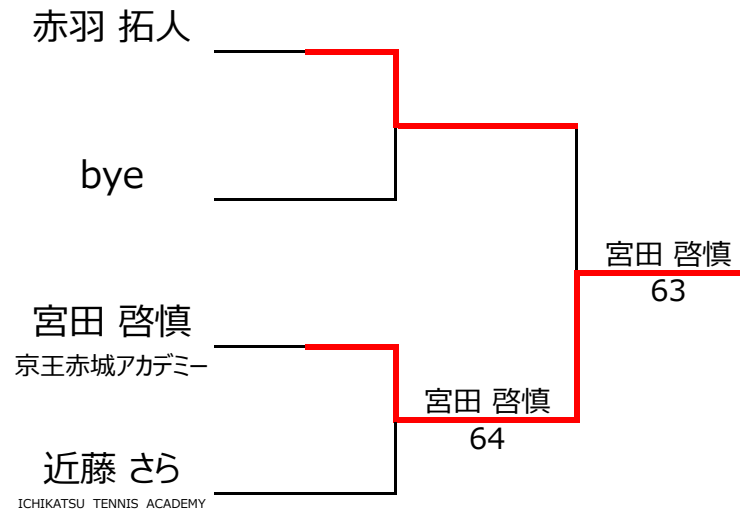 赤羽 拓人
bye
宮田 啓慎
63
宮田 啓慎
京王赤城アカデミー
宮田 啓慎
64
近藤 さら
ICHIKATSU TENNIS ACADEMY